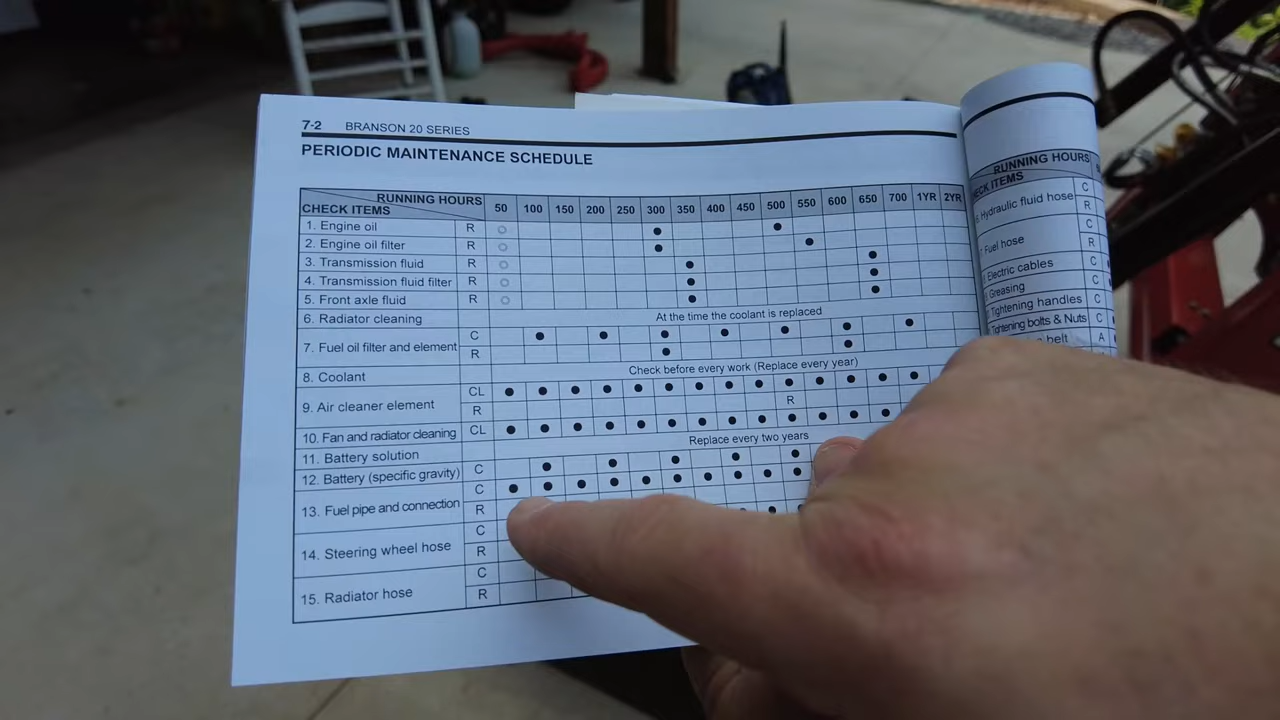 7-2 BRANSON 20 SERIES
PERIODIC MAINTENANCE SCHEDULE
RUNNING HOURS
CHECK ITEMS 50 100 150 200 250 300 350 400 450 500 550 600 650 700 1YR 2YR
1. Engine oil R
2. Engine oil filter R
3. Transmission fluid R
4. Transmission fluid filter R
5. Front axle fluid R
6. Radiator cleaning At the time the coolant is replaced
7. Fuel oil filter and element C
R
8. Coolant Check before every work (Replace every year)
9. Air cleaner element CL
R R
10. Fan and radiator cleaning CL
11. Battery solution Replace every two years
12. Battery (specific gravity) C
13. Fuel pipe and connection C
R
14. Steering wheel hose C
R
15. Radiator hose C
R
RUNNING HOURS
CHECK ITEMS
Hydraulic fluid hose C
R
Fuel hose C
R
Electric cables C
Greasing C
Tightening handles C
Tightening bolts & Nuts C
belt A